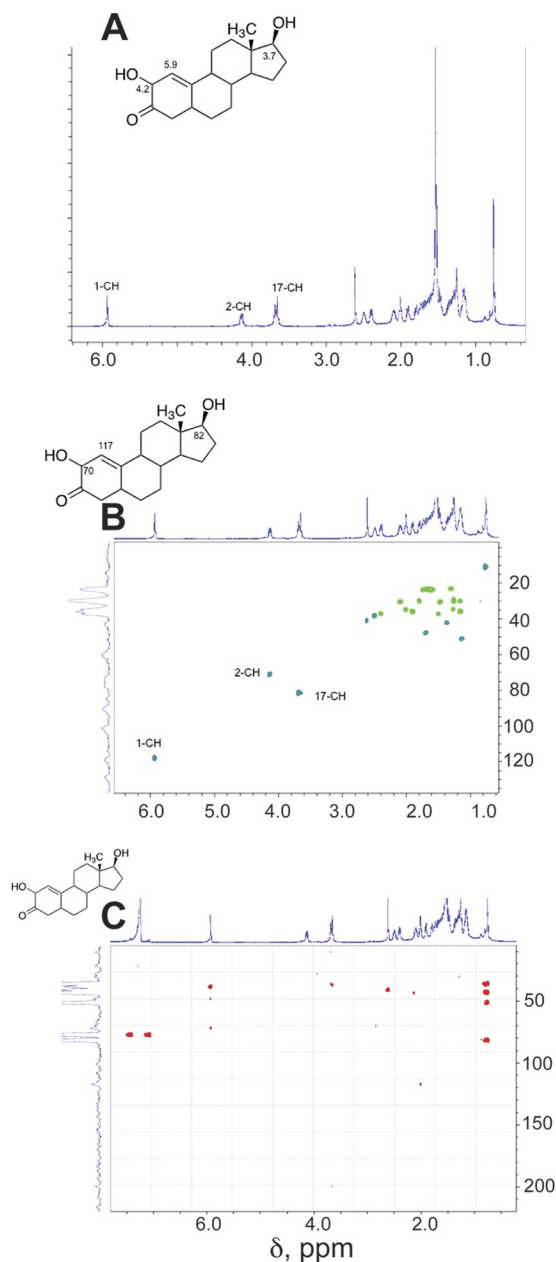 A
H₃C OH
5.9
3.7
HO
4.2
O
1-CH
2-CH
17-CH
6.0 4.0 3.0 2.0 1.0
H₃C OH
117
82
HO
70
O
B
20
40
60
80
100
120
2-CH
17-CH
1-CH
6.0 5.0 4.0 3.0 2.0 1.0
H₃C OH
HO
O
C
50
100
150
200
6.0 4.0 2.0
δ, ppm